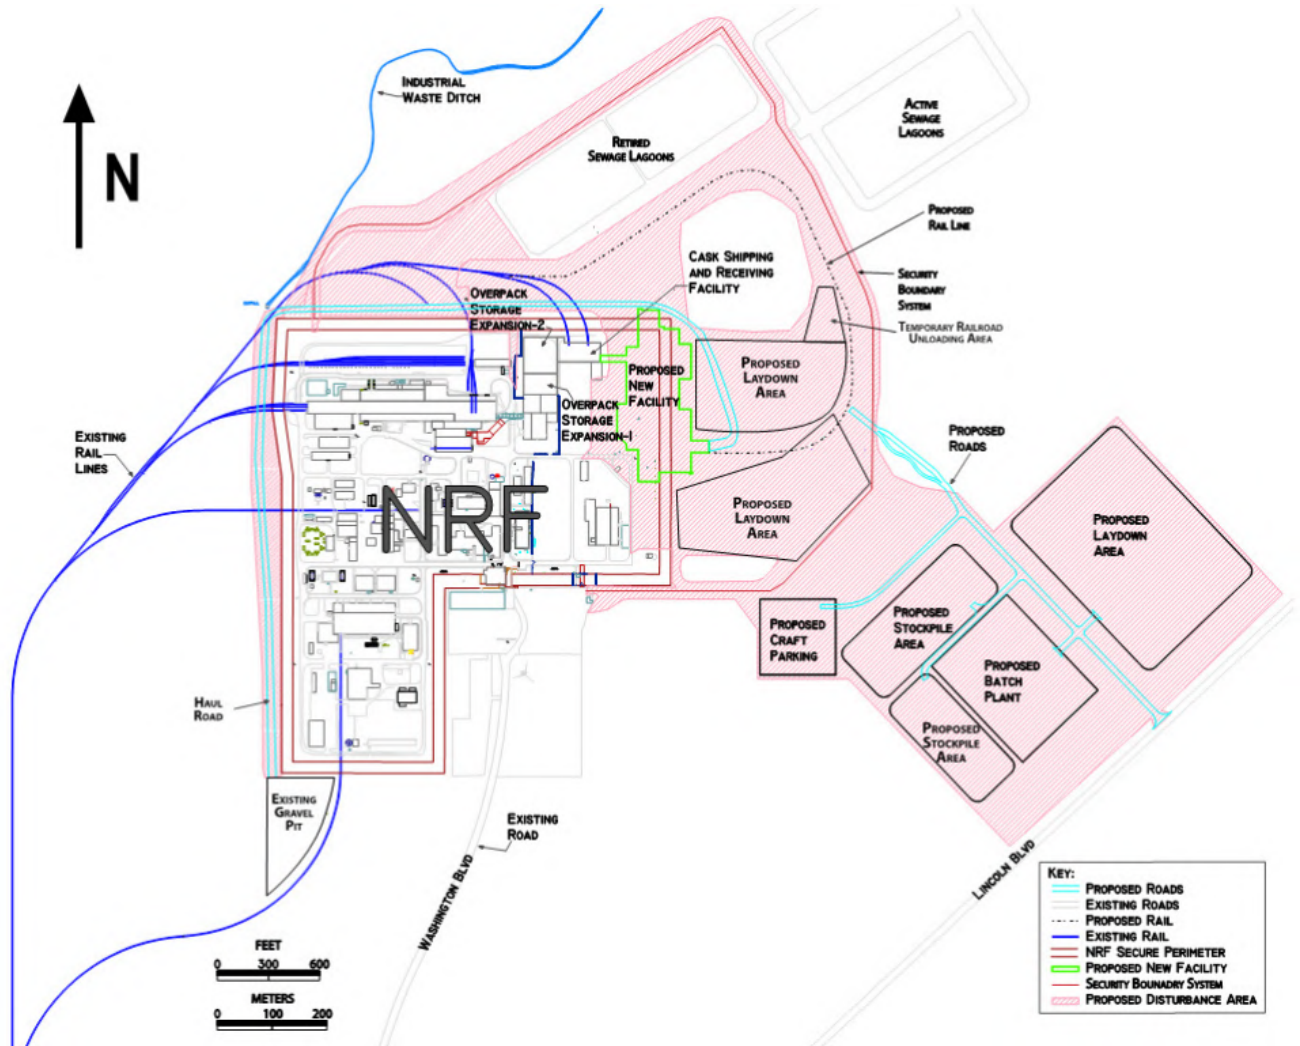 INDUSTRIAL
WASTE DITCH
N
RETIRED
SEWAGE LAGOONS
ACTIVE
SEWAGE
LAGOONS
PROPOSED
RAIL LINE
SECURITY
BOUNDARY
SYSTEM
TEMPORARY RAILROAD
UNLOADING AREA
CASK SHIPPING
AND RECEIVING
FACILITY
OVERPACK
STORAGE
EXPANSION-2
PROPOSED
NEW
FACILITY
PROPOSED
LAYDOWN
AREA
OVERPACK
STORAGE
EXPANSION-1
EXISTING
RAIL
LINES
PROPOSED
ROADS
NRF
PROPOSED
LAYDOWN
AREA
PROPOSED
LAYDOWN
AREA
PROPOSED
CRAFT
PARKING
PROPOSED
STOCKPILE
AREA
PROPOSED
BATCH
PLANT
PROPOSED
STOCKPILE
AREA
HAUL
ROAD
EXISTING
GRAVEL
PIT
EXISTING
ROAD
WASHINGTON BLVD
LINCOLN BLVD
FEET
0 300 600
METERS
0 100 200
KEY:
PROPOSED ROADS
EXISTING ROADS
PROPOSED RAIL
EXISTING RAIL
NRF SECURE PERIMETER
PROPOSED NEW FACILITY
SECURITY BOUNADRY SYSTEM
PROPOSED DISTURBANCE AREA